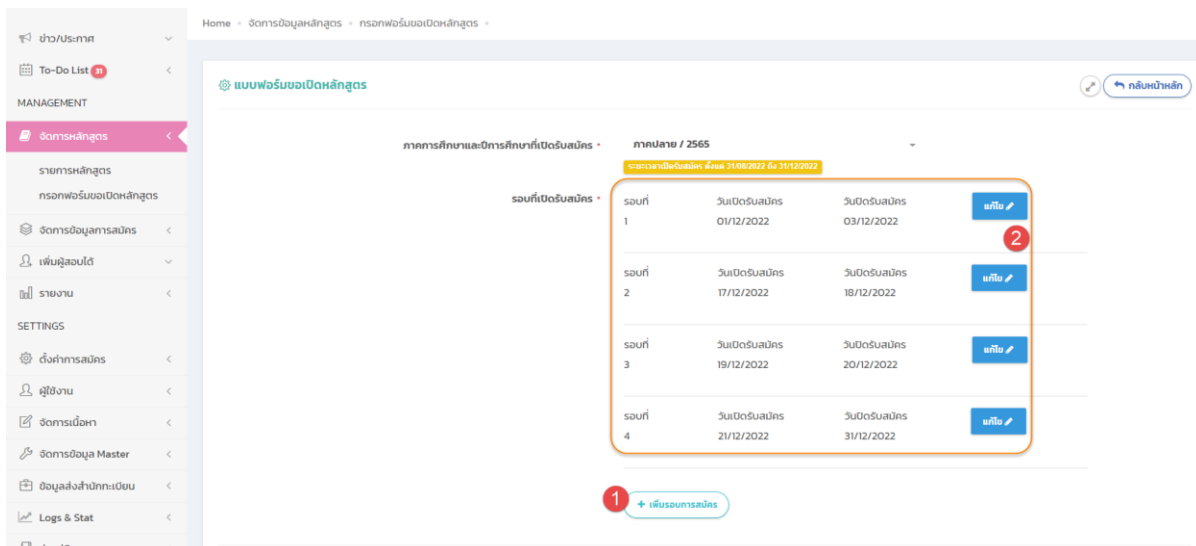 Home • จัดการข้อมูลหลักสูตร • กรอกฟอร์มขอเปิดหลักสูตร •
ข่าว/ประกาศ
To-Do List 31
MANAGEMENT
จัดการหลักสูตร
รายการหลักสูตร
กรอกฟอร์มขอเปิดหลักสูตร
จัดการข้อมูลการสมัคร
เพิ่มผู้สอบได้
รายงาน
SETTINGS
ตั้งค่าการสมัคร
ผู้ใช้งาน
จัดการเนื้อหา
จัดการข้อมูล Master
ข้อมูลส่งสำนักทะเบียน
Logs & Stat
แบบฟอร์มขอเปิดหลักสูตร
กลับหน้าหลัก
ภาคการศึกษาและปีการศึกษาที่เปิดรับสมัคร • ภาคปลาย / 2565
ระยะเวลาเปิดรับสมัคร ตั้งแต่ 31/08/2022 ถึง 31/12/2022
รอบที่เปิดรับสมัคร •
รอบที่ วันเปิดรับสมัคร วันปิดรับสมัคร แก้ไข
1 01/12/2022 03/12/2022
2
รอบที่ วันเปิดรับสมัคร วันปิดรับสมัคร แก้ไข
2 17/12/2022 18/12/2022
รอบที่ วันเปิดรับสมัคร วันปิดรับสมัคร แก้ไข
3 19/12/2022 20/12/2022
รอบที่ วันเปิดรับสมัคร วันปิดรับสมัคร แก้ไข
4 21/12/2022 31/12/2022
1 + เพิ่มรอบการสมัคร